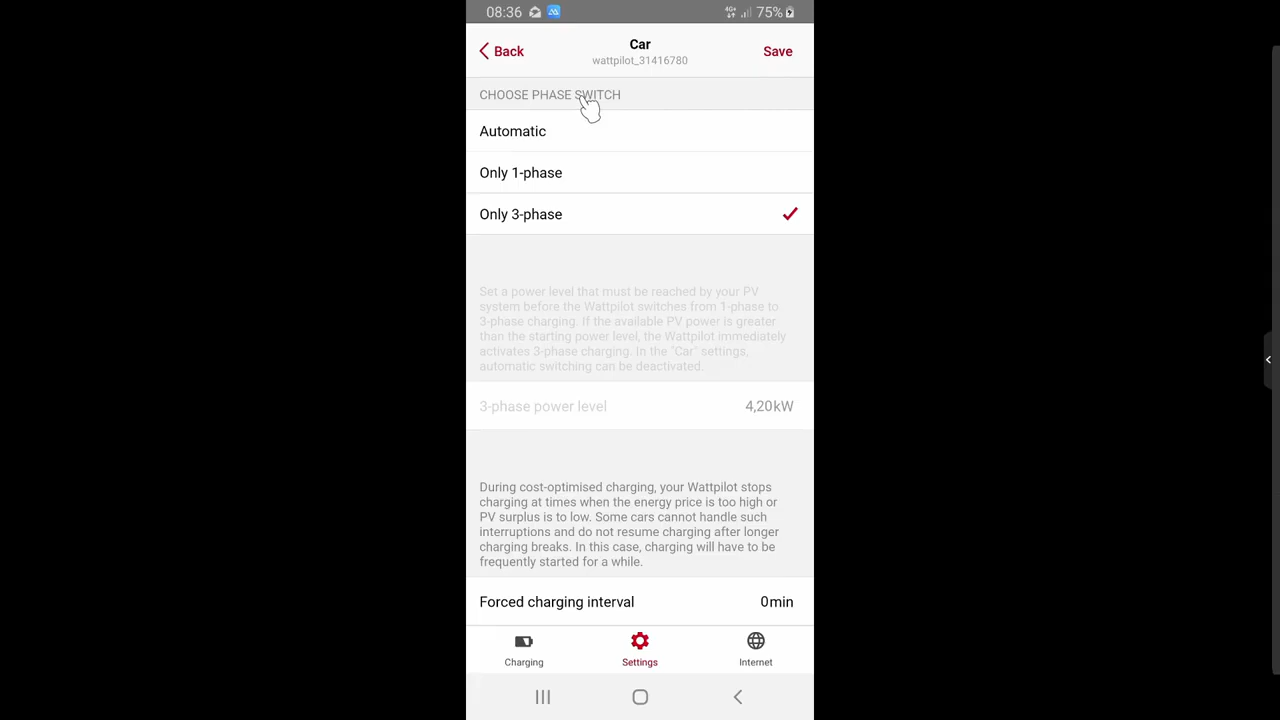 08:36
4G+
75%
Back
Car
Save
wattpilot_31416780
CHOOSE PHASE SWITCH
Automatic
Only 1-phase
Only 3-phase
Set a power level that must be reached by your PV
system before the Wattpilot switches from 1-phase to
3-phase charging. If the available PV power is greater
than the starting power level, the Wattpilot immediately
activates 3-phase charging. In the "Car" settings,
automatic switching can be deactivated.
3-phase power level
4,20kW
During cost-optimised charging, your Wattpilot stops
charging at times when the energy price is too high or
PV surplus is to low. Some cars cannot handle such
interruptions and do not resume charging after longer
charging breaks. In this case, charging will have to be
frequently started for a while.
Forced charging interval
0min
Charging
Settings
Internet